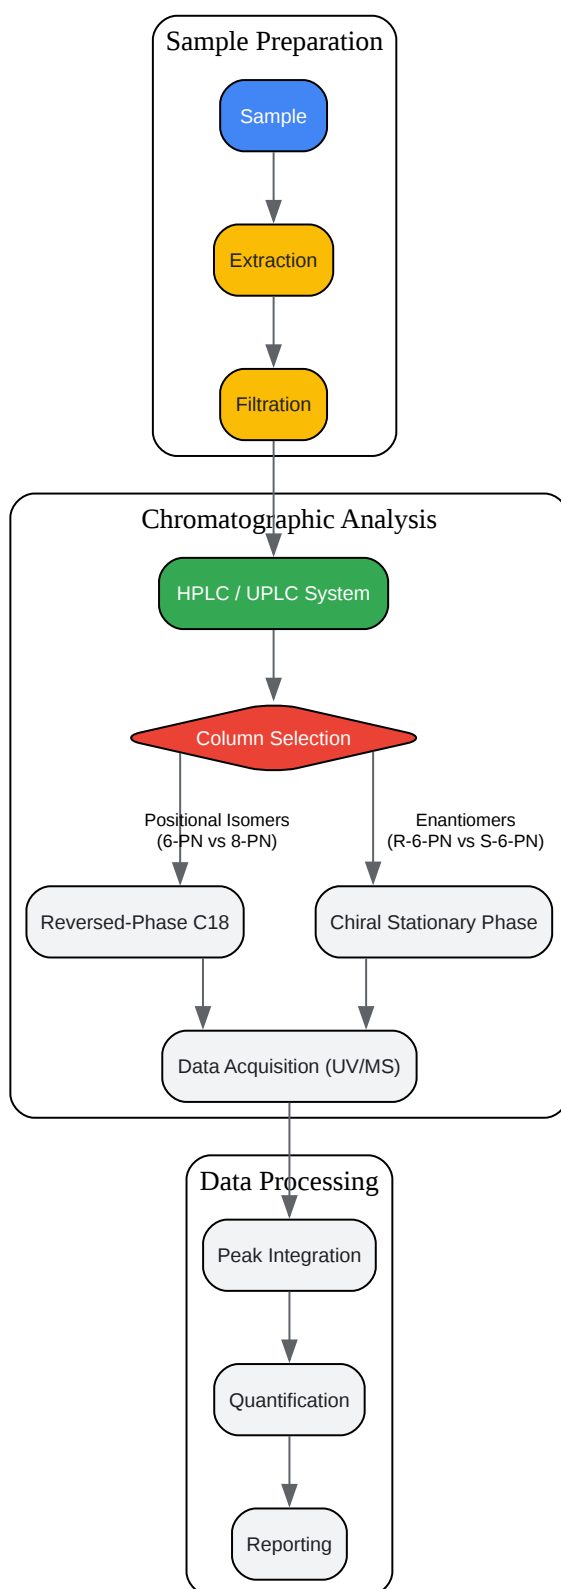 Sample Preparation
Sample
Extraction
Filtration
Chromatographic Analysis
HPLC / UPLC System
Column Selection
Positional Isomers
(6-PN vs 8-PN)
Enantiomers
(R-6-PN vs S-6-PN)
Reversed-Phase C18
Chiral Stationary Phase
Data Acquisition (UV/MS)
Data Processing
Peak Integration
Quantification
Reporting